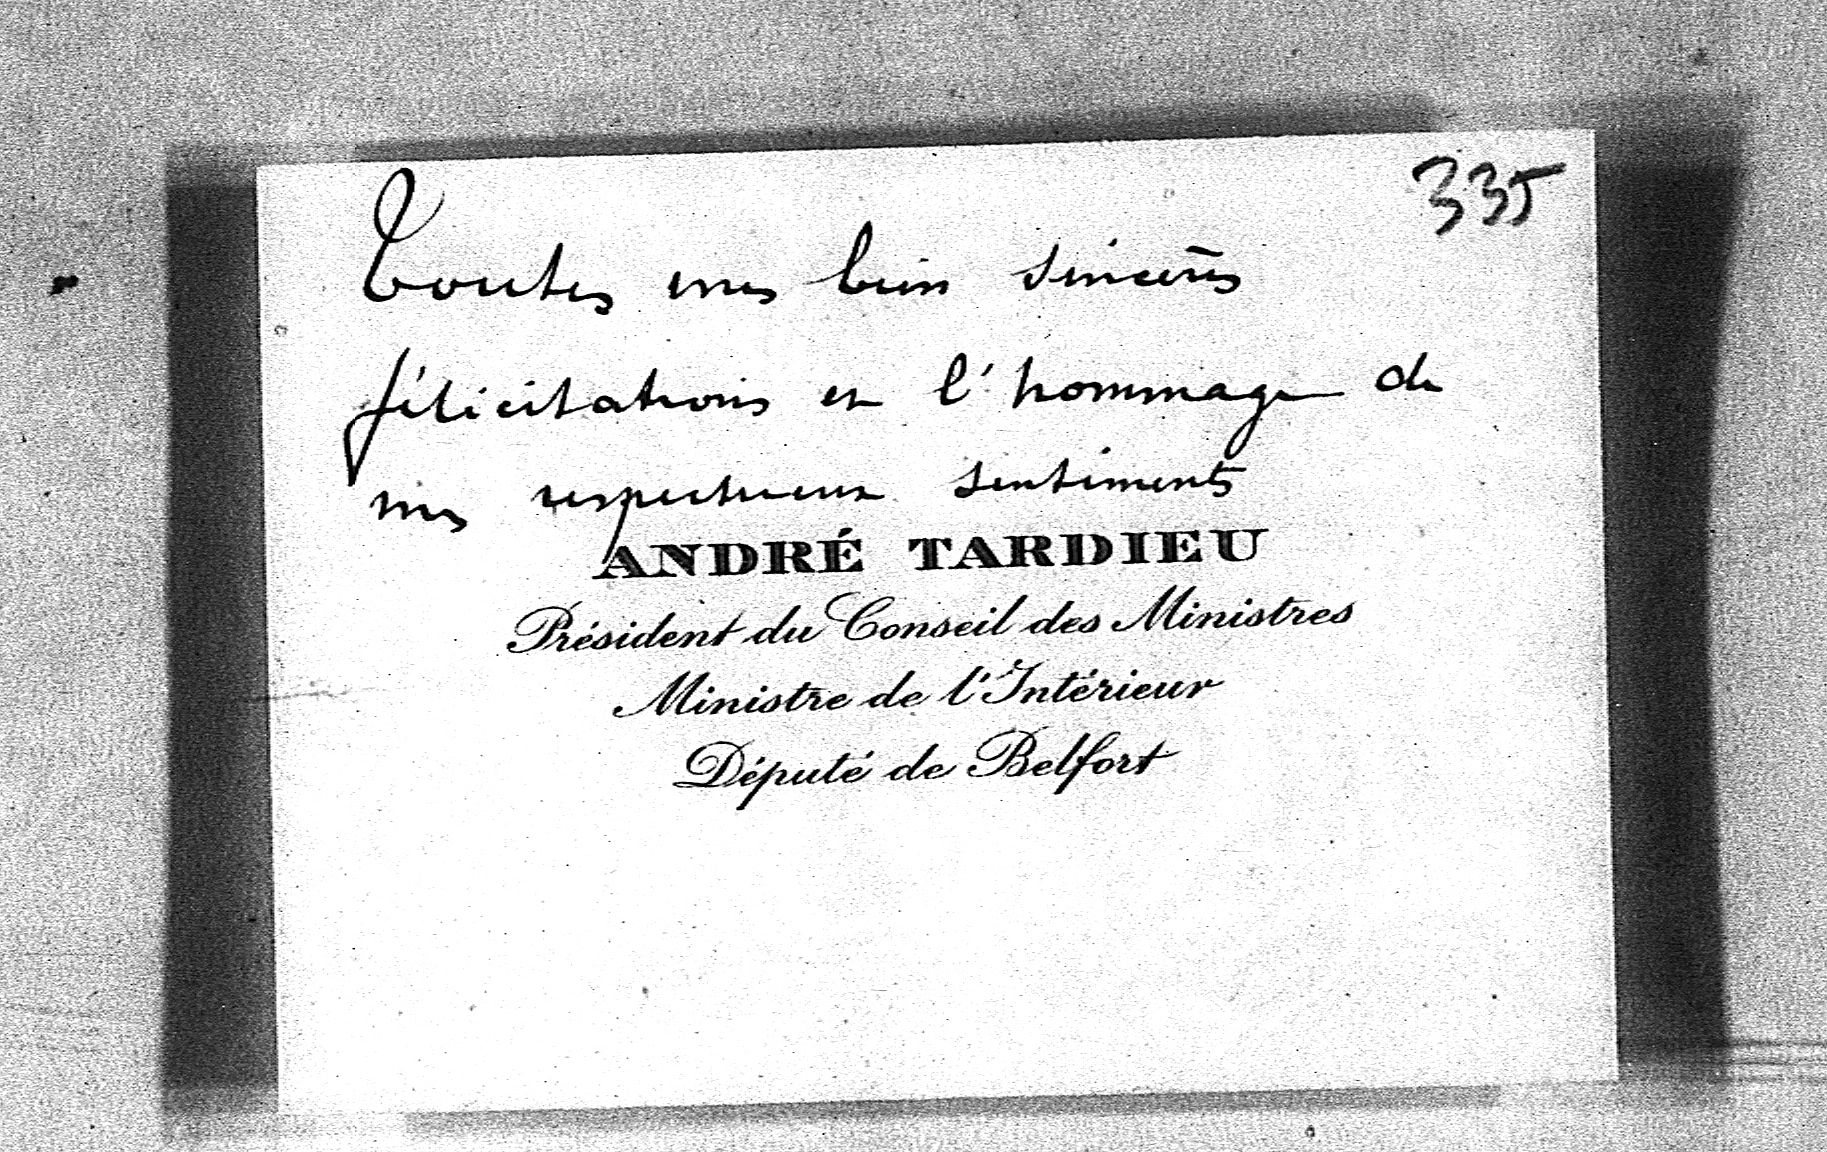 335
Toutes mes bien sincères
félicitations et l'hommage de
mes respectueux sentiments
ANDRÉ TARDIEU
Président du Conseil des Ministres
Ministre de l'Intérieur
Député de Belfort